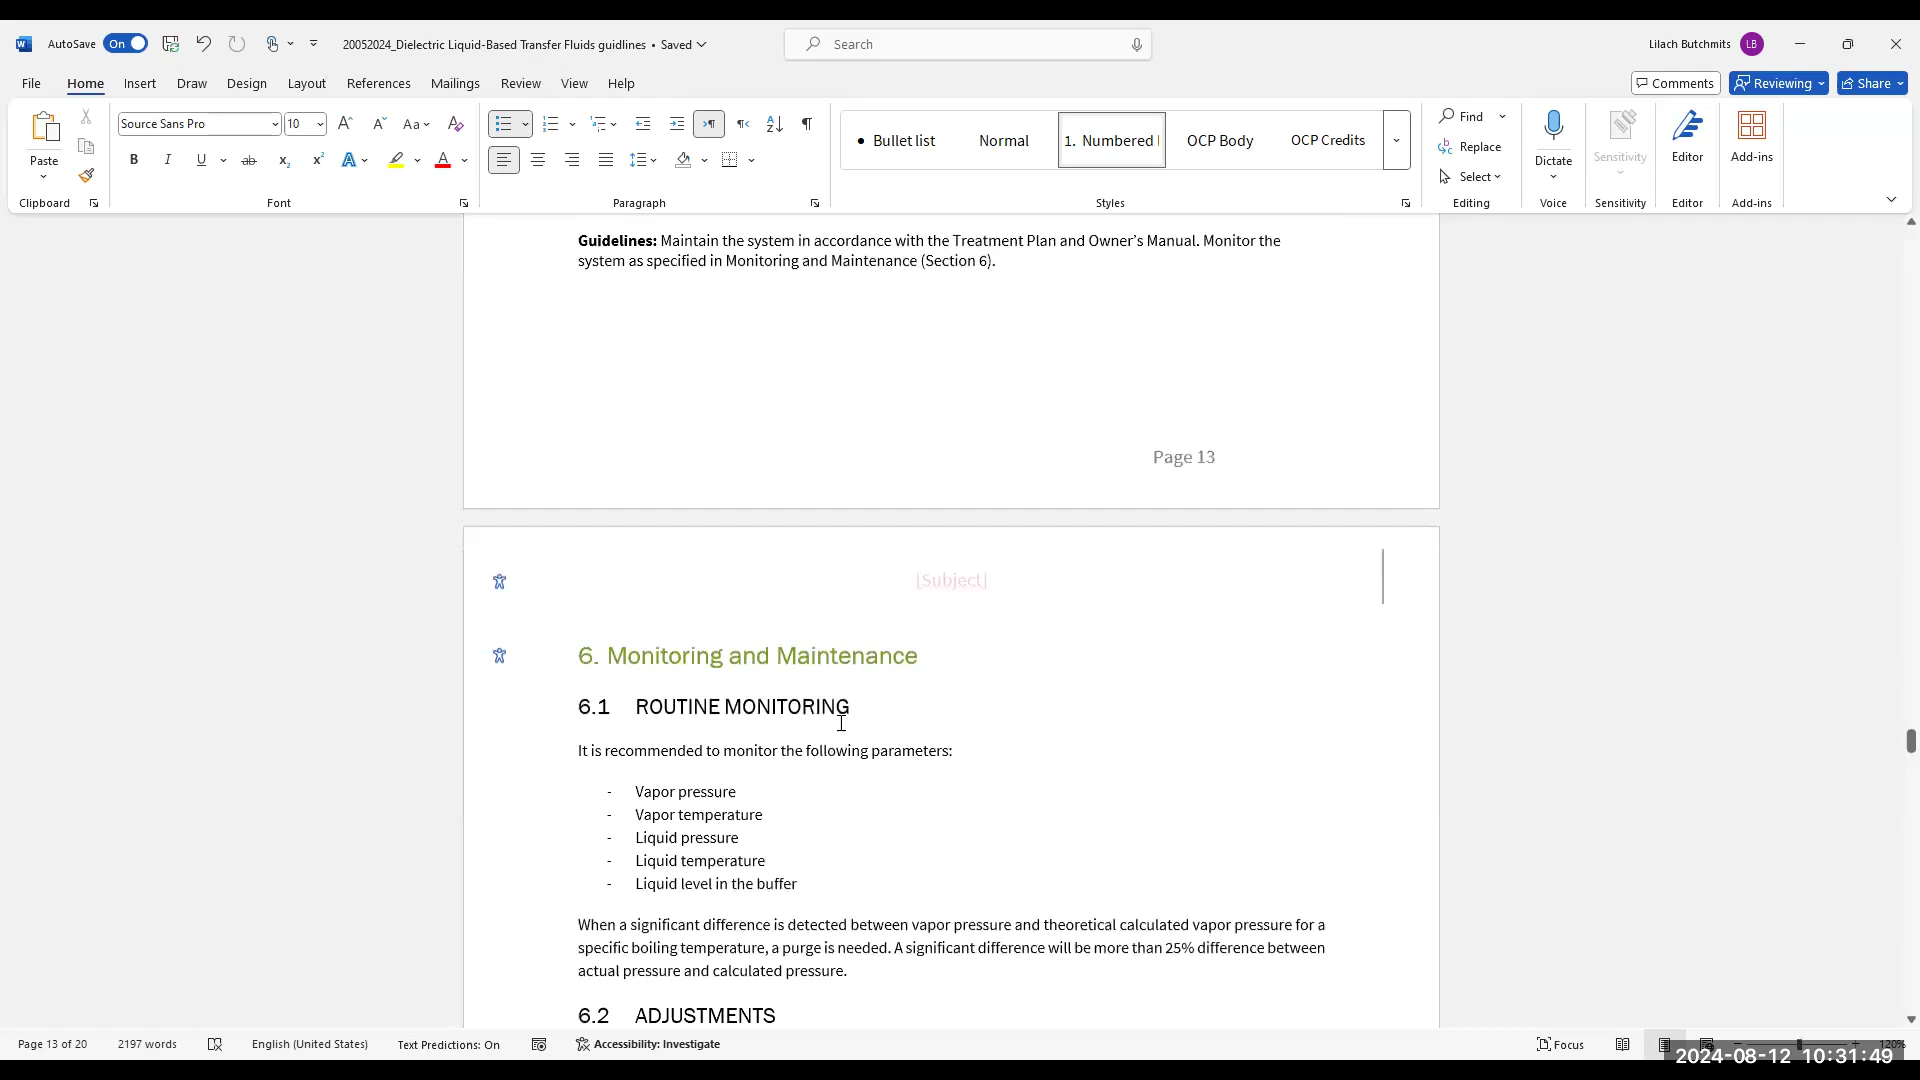 AutoSave On 20052024_Dielectric Liquid-Based Transfer Fluids guidlines • Saved Search Lilach Butchmits LB
File Home Insert Draw Design Layout References Mailings Review View Help Comments Reviewing Share
Source Sans Pro 10 Aa A
Paste B I U ab x₂ x² A A
Bullet list Normal 1. Numbered OCP Body OCP Credits
Find
Replace
Select
Dictate Sensitivity Editor Add-ins
Clipboard Font Paragraph Styles Editing Voice Sensitivity Editor Add-ins
Guidelines: Maintain the system in accordance with the Treatment Plan and Owner's Manual. Monitor the
system as specified in Monitoring and Maintenance (Section 6).
Page 13
[Subject]
6. Monitoring and Maintenance
6.1 ROUTINE MONITORING
It is recommended to monitor the following parameters:
- Vapor pressure
- Vapor temperature
- Liquid pressure
- Liquid temperature
- Liquid level in the buffer
When a significant difference is detected between vapor pressure and theoretical calculated vapor pressure for a
specific boiling temperature, a purge is needed. A significant difference will be more than 25% difference between
actual pressure and calculated pressure.
6.2 ADJUSTMENTS
Page 13 of 20 2197 words English (United States) Text Predictions: On Accessibility: Investigate Focus 120%
2024-08-12 10:31:49